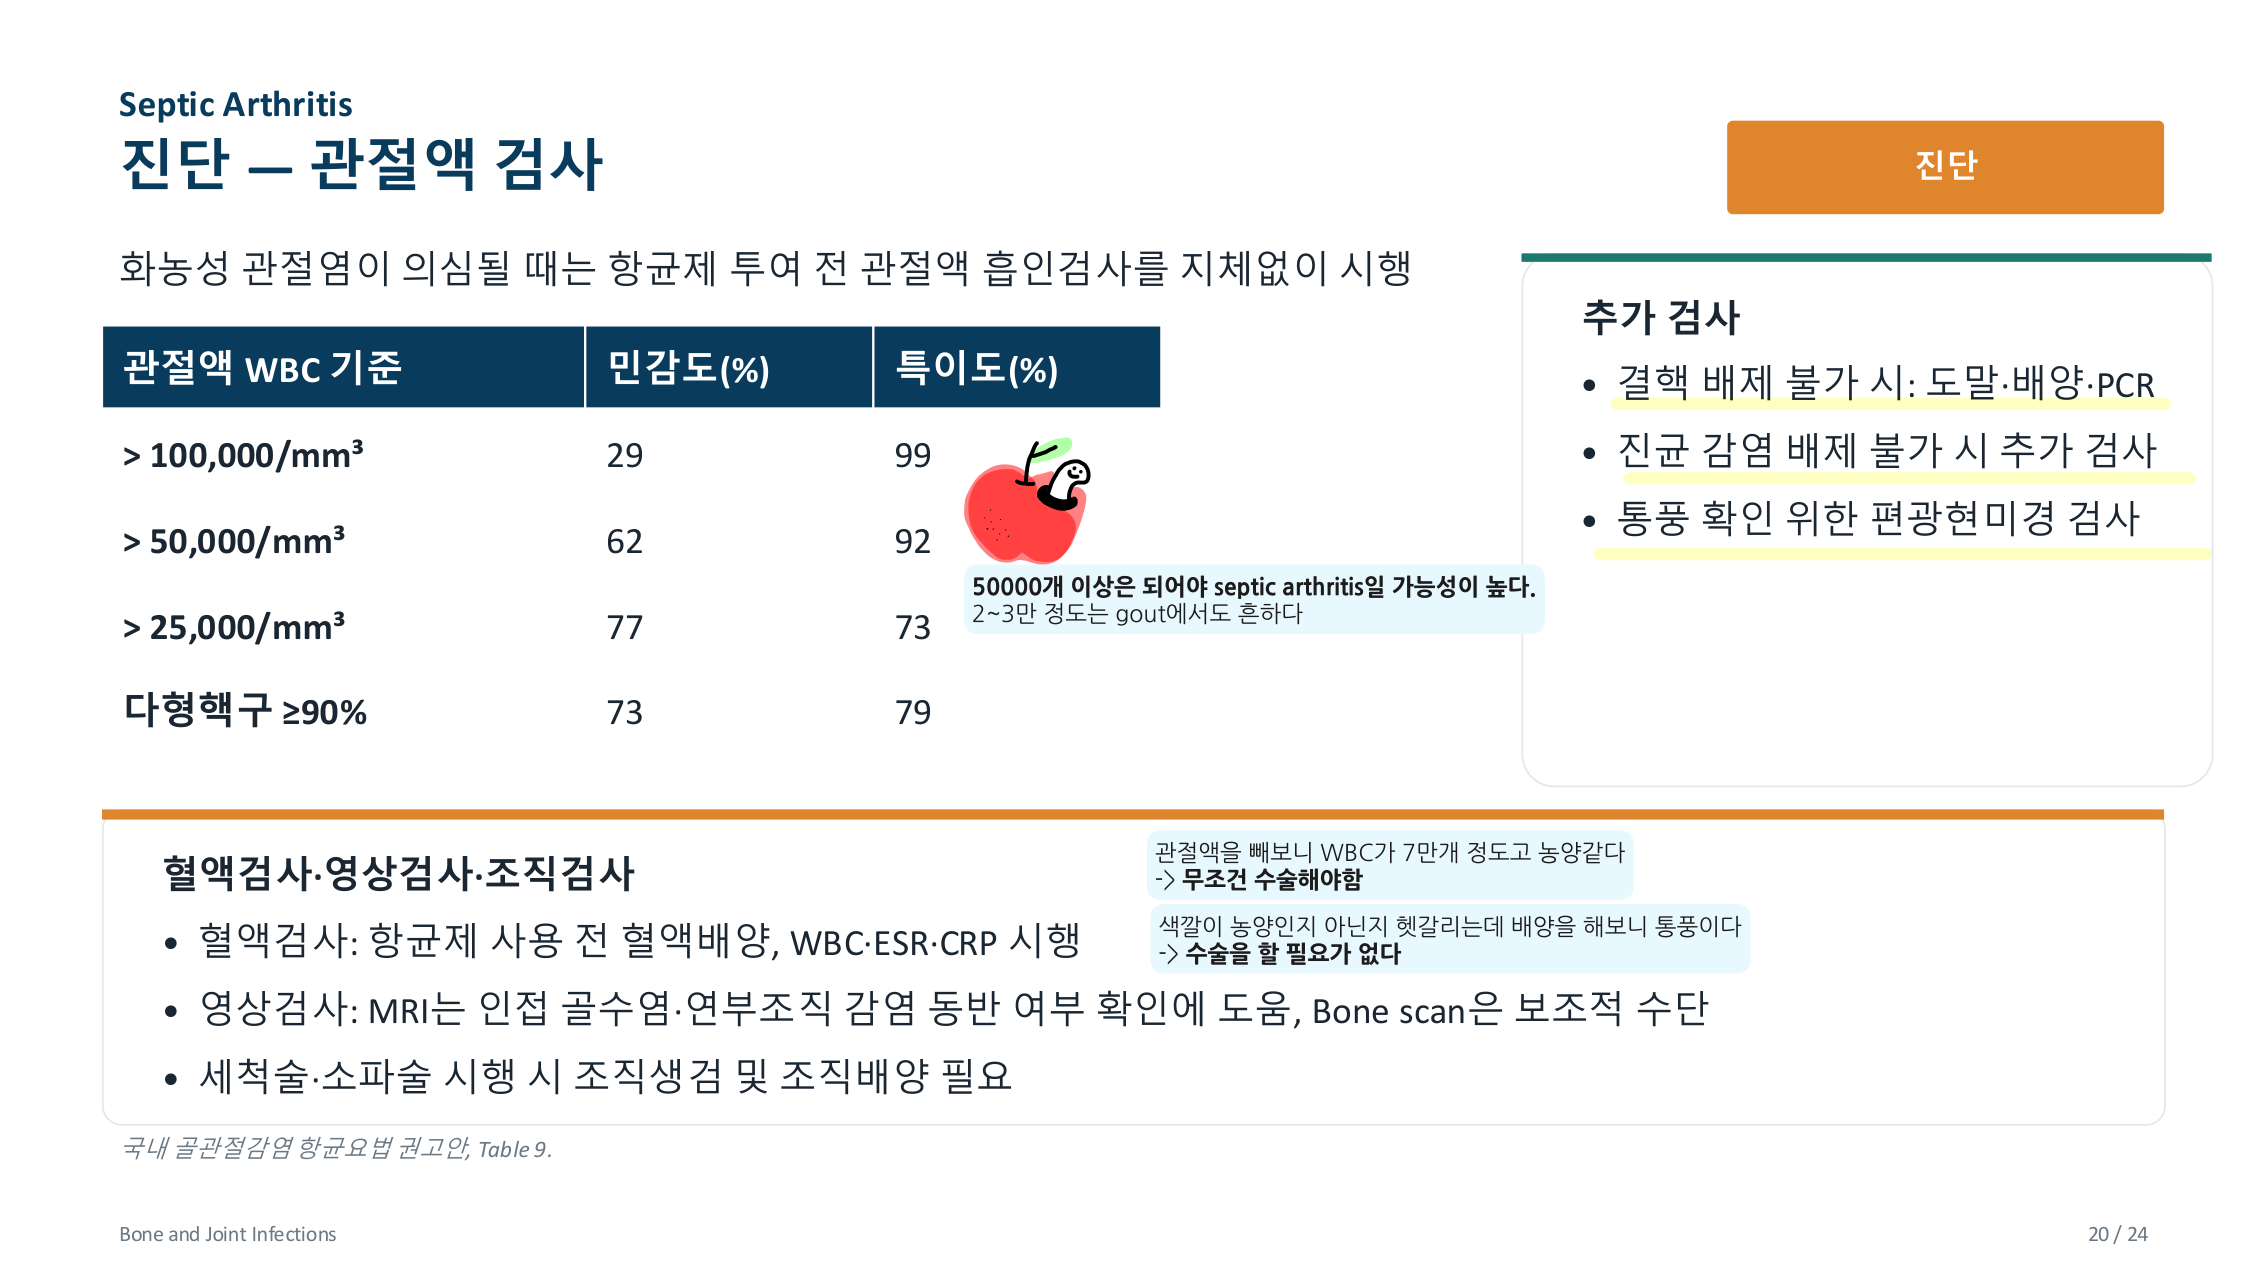 Septic Arthritis
진단 — 관절액 검사
진단
화농성 관절염이 의심될 때는 항균제 투여 전 관절액 흡인검사를 지체없이 시행
관절액 WBC 기준 민감도(%) 특이도(%)
> 100,000/mm³ 29 99
> 50,000/mm³ 62 92
> 25,000/mm³ 77 73
다형핵구 ≥90% 73 79
50000개 이상은 되어야 septic arthritis일 가능성이 높다.
2~3만 정도는 gout에서도 흔하다
추가 검사
• 결핵 배제 불가 시: 도말·배양·PCR
• 진균 감염 배제 불가 시 추가 검사
• 통풍 확인 위한 편광현미경 검사
혈액검사·영상검사·조직검사
• 혈액검사: 항균제 사용 전 혈액배양, WBC·ESR·CRP 시행
• 영상검사: MRI는 인접 골수염·연부조직 감염 동반 여부 확인에 도움, Bone scan은 보조적 수단
• 세척술·소파술 시행 시 조직생검 및 조직배양 필요
관절액을 빼보니 WBC가 7만개 정도고 농양같다
-> 무조건 수술해야함
색깔이 농양인지 아닌지 헷갈리는데 배양을 해보니 통풍이다
-> 수술을 할 필요가 없다
국내 골관절감염 항균요법 권고안, Table 9.
Bone and Joint Infections
20 / 24